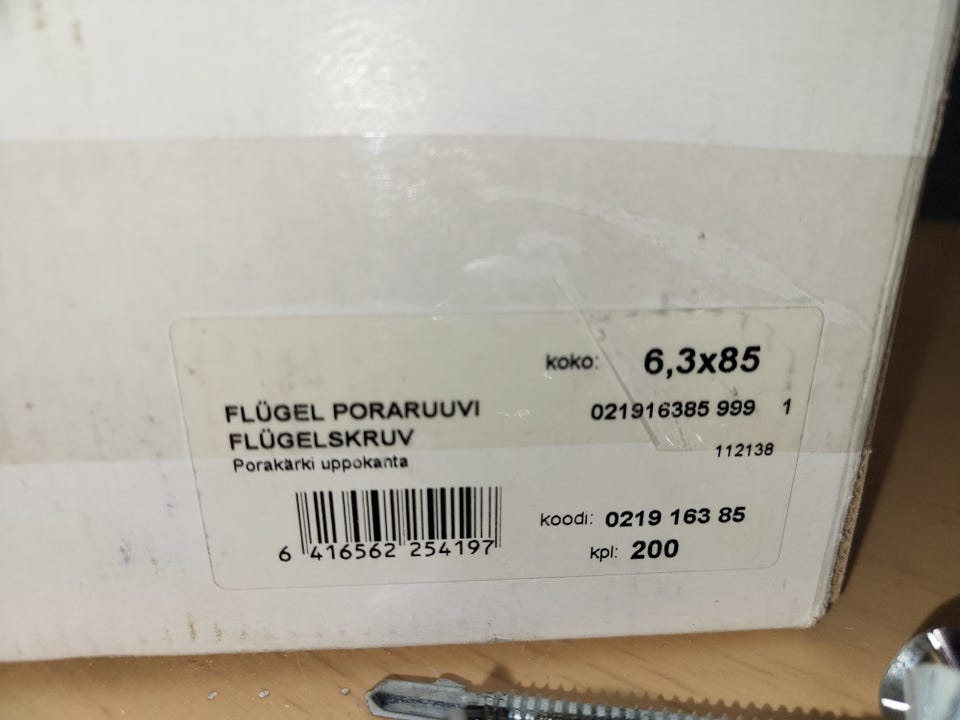 koko: 6,3x85
FLÜGEL PORARUUVI 021916385 999 1
FLÜGELSKRUV
Porakärki uppokanta 112138
koodi: 0219 163 85
6 416562 254197 kpl: 200